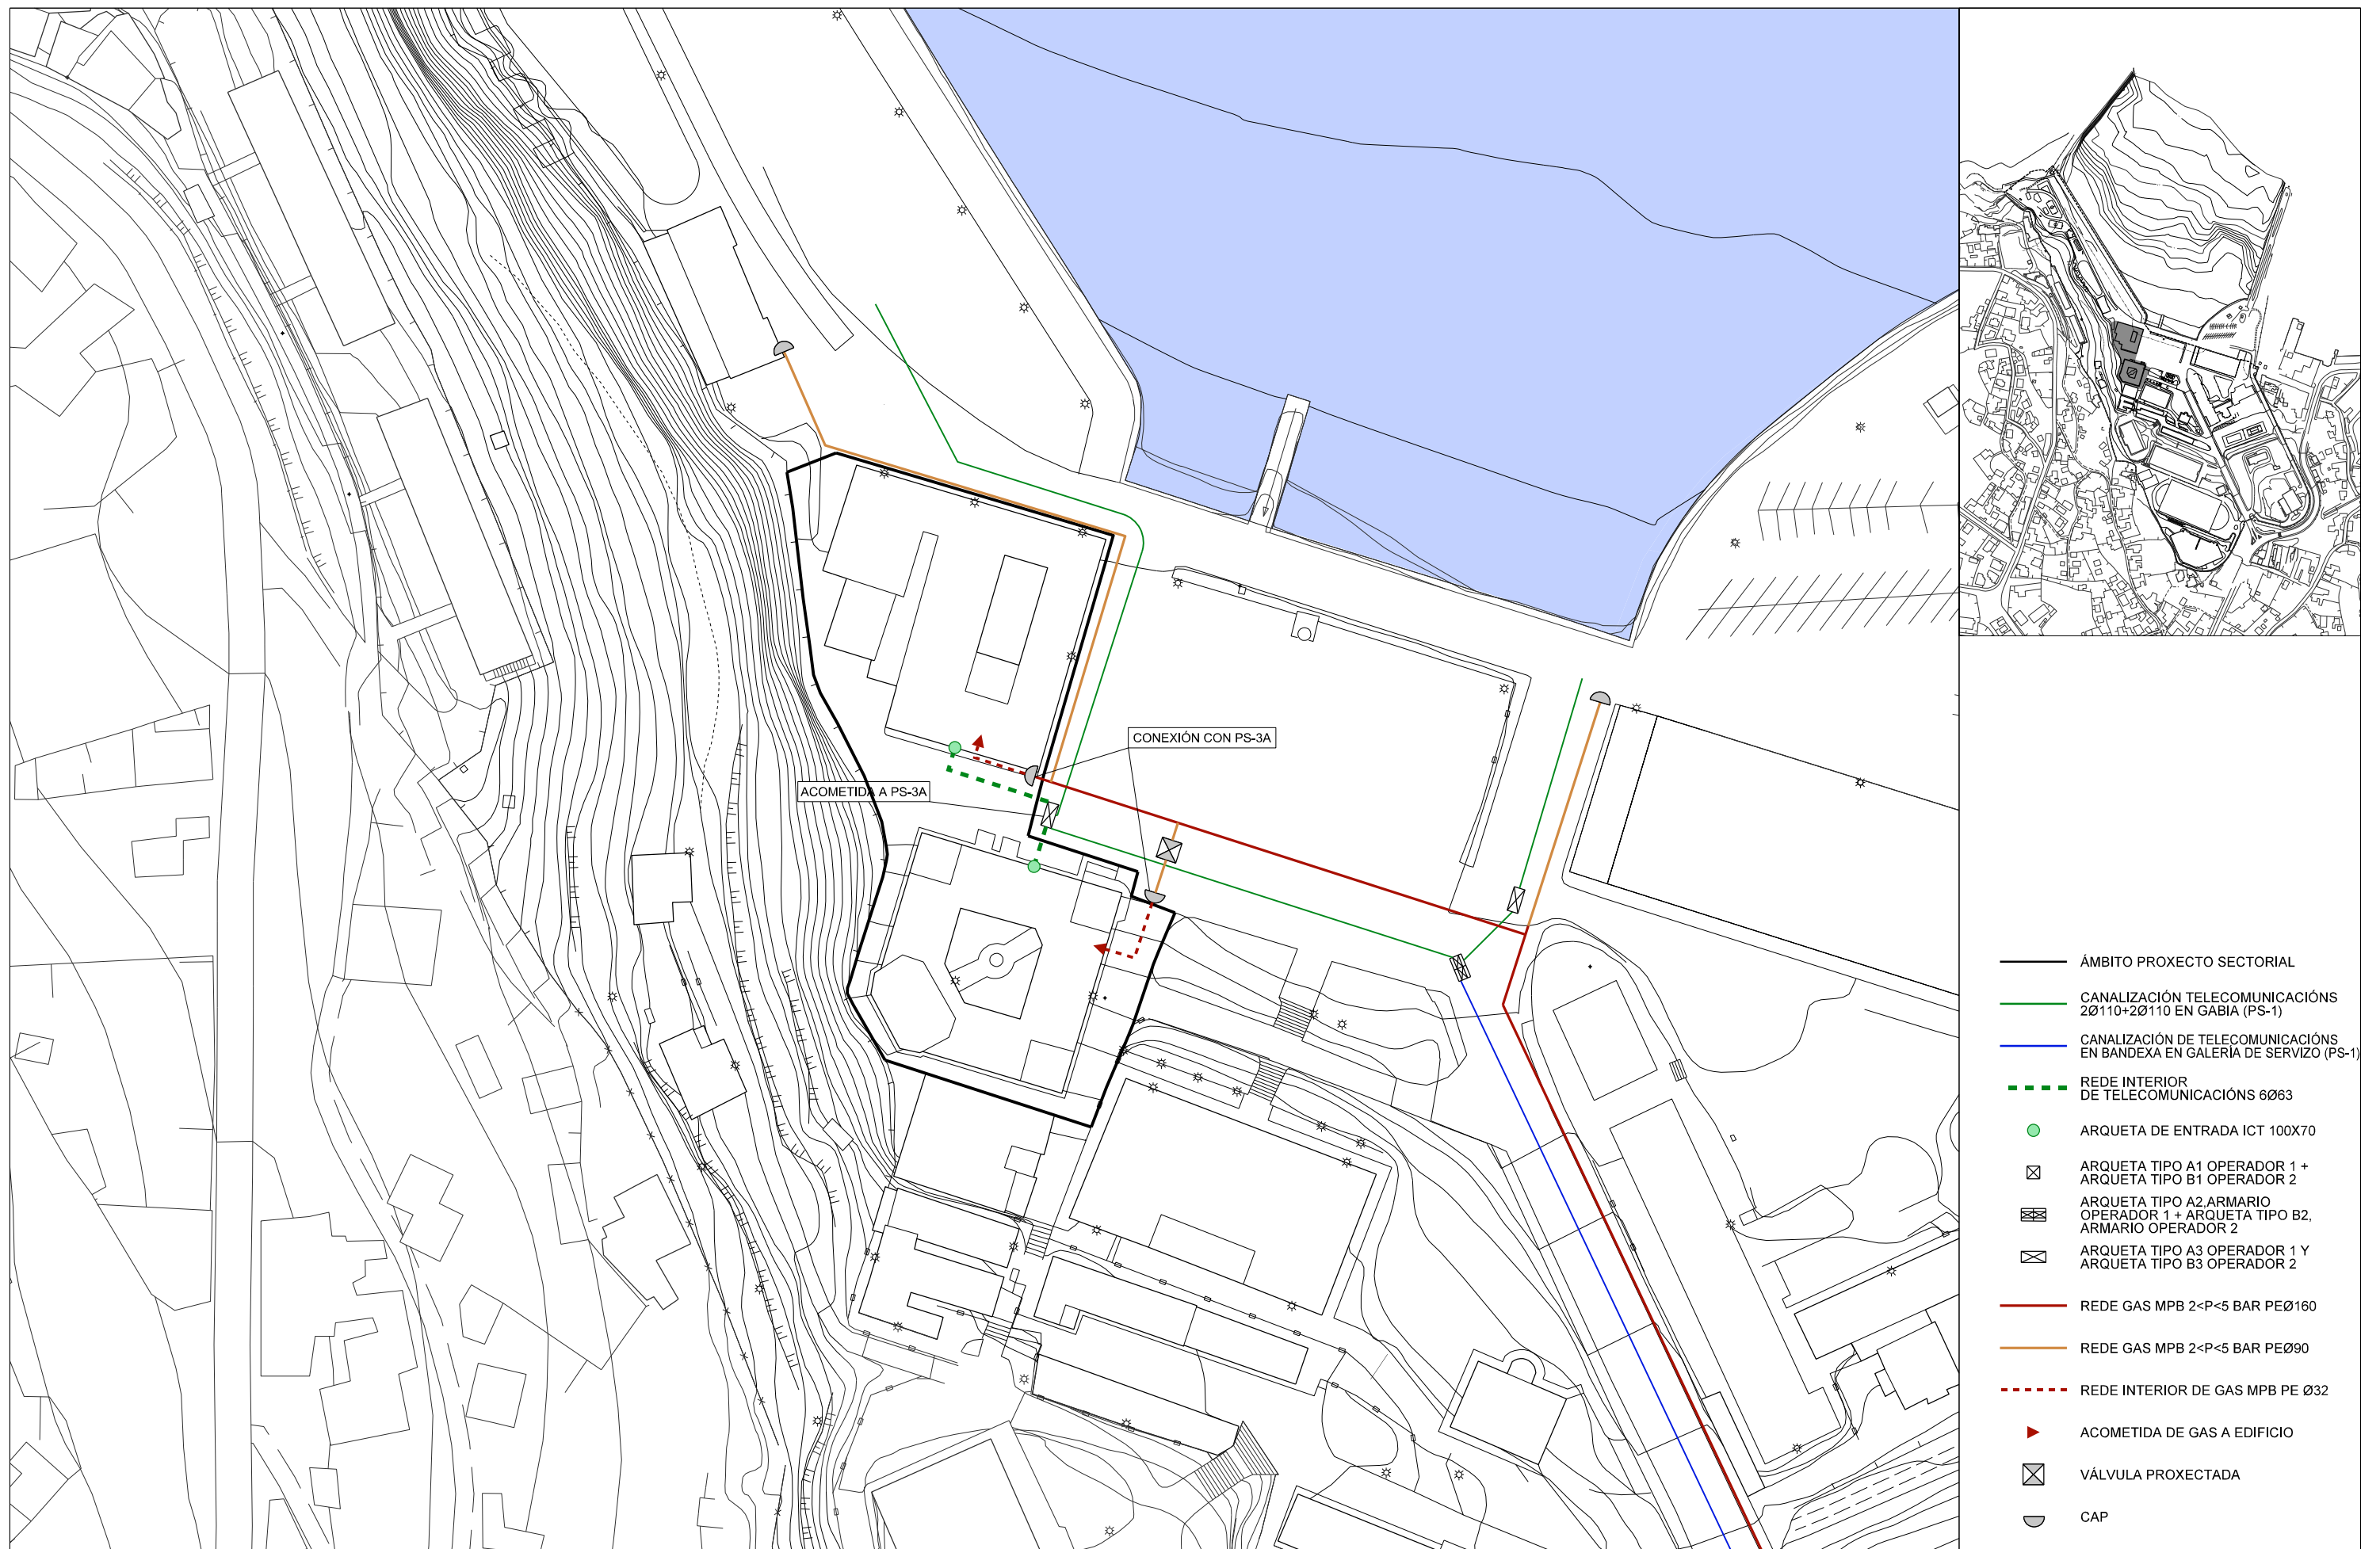 CONEXIÓN CON PS-3A
ACOMETIDA A PS-3A
ÁMBITO PROXECTO SECTORIAL
CANALIZACIÓN TELECOMUNICACIÓNS
2Ø110+2Ø110 EN GABIA (PS-1)
CANALIZACIÓN DE TELECOMUNICACIÓNS
EN BANDEXA EN GALERÍA DE SERVIZO (PS-1)
REDE INTERIOR
DE TELECOMUNICACIÓNS 6Ø63
ARQUETA DE ENTRADA ICT 100X70
ARQUETA TIPO A1 OPERADOR 1 +
ARQUETA TIPO B1 OPERADOR 2
ARQUETA TIPO A2,ARMARIO
OPERADOR 1 + ARQUETA TIPO B2,
ARMARIO OPERADOR 2
ARQUETA TIPO A3 OPERADOR 1 Y
ARQUETA TIPO B3 OPERADOR 2
REDE GAS MPB 2<P<5 BAR PEØ160
REDE GAS MPB 2<P<5 BAR PEØ90
REDE INTERIOR DE GAS MPB PE Ø32
ACOMETIDA DE GAS A EDIFICIO
VÁLVULA PROXECTADA
CAP